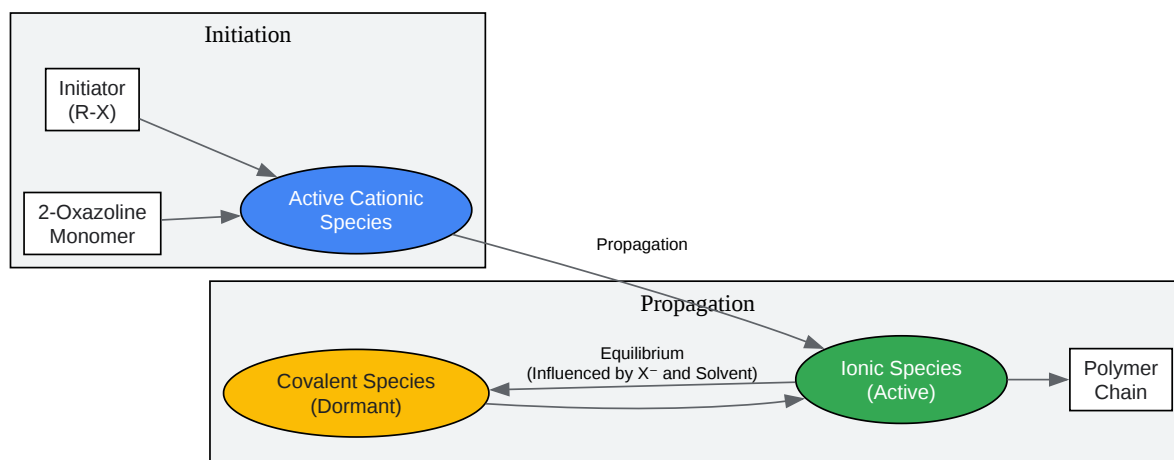 Initiation
Initiator
(R-X)
2-Oxazoline
Monomer
Active Cationic
Species
Propagation
Propagation
Equilibrium
(Influenced by X⁻ and Solvent)
Covalent Species
(Dormant)
Ionic Species
(Active)
Polymer
Chain